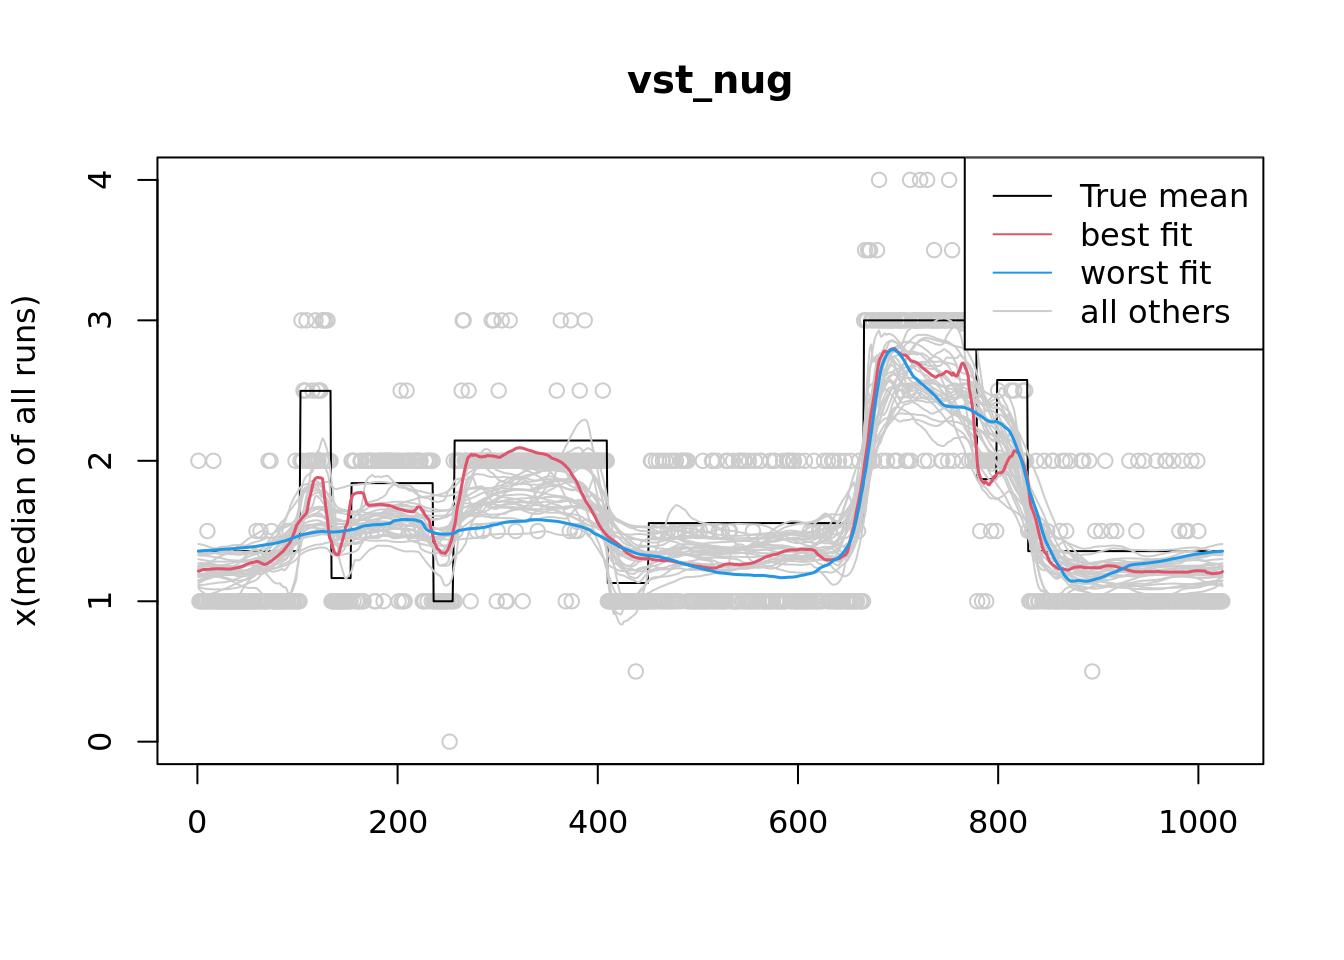 vst_nug
x(median of all runs)
4
3
2
1
0
True mean
best fit
worst fit
all others
0 200 400 600 800 1000